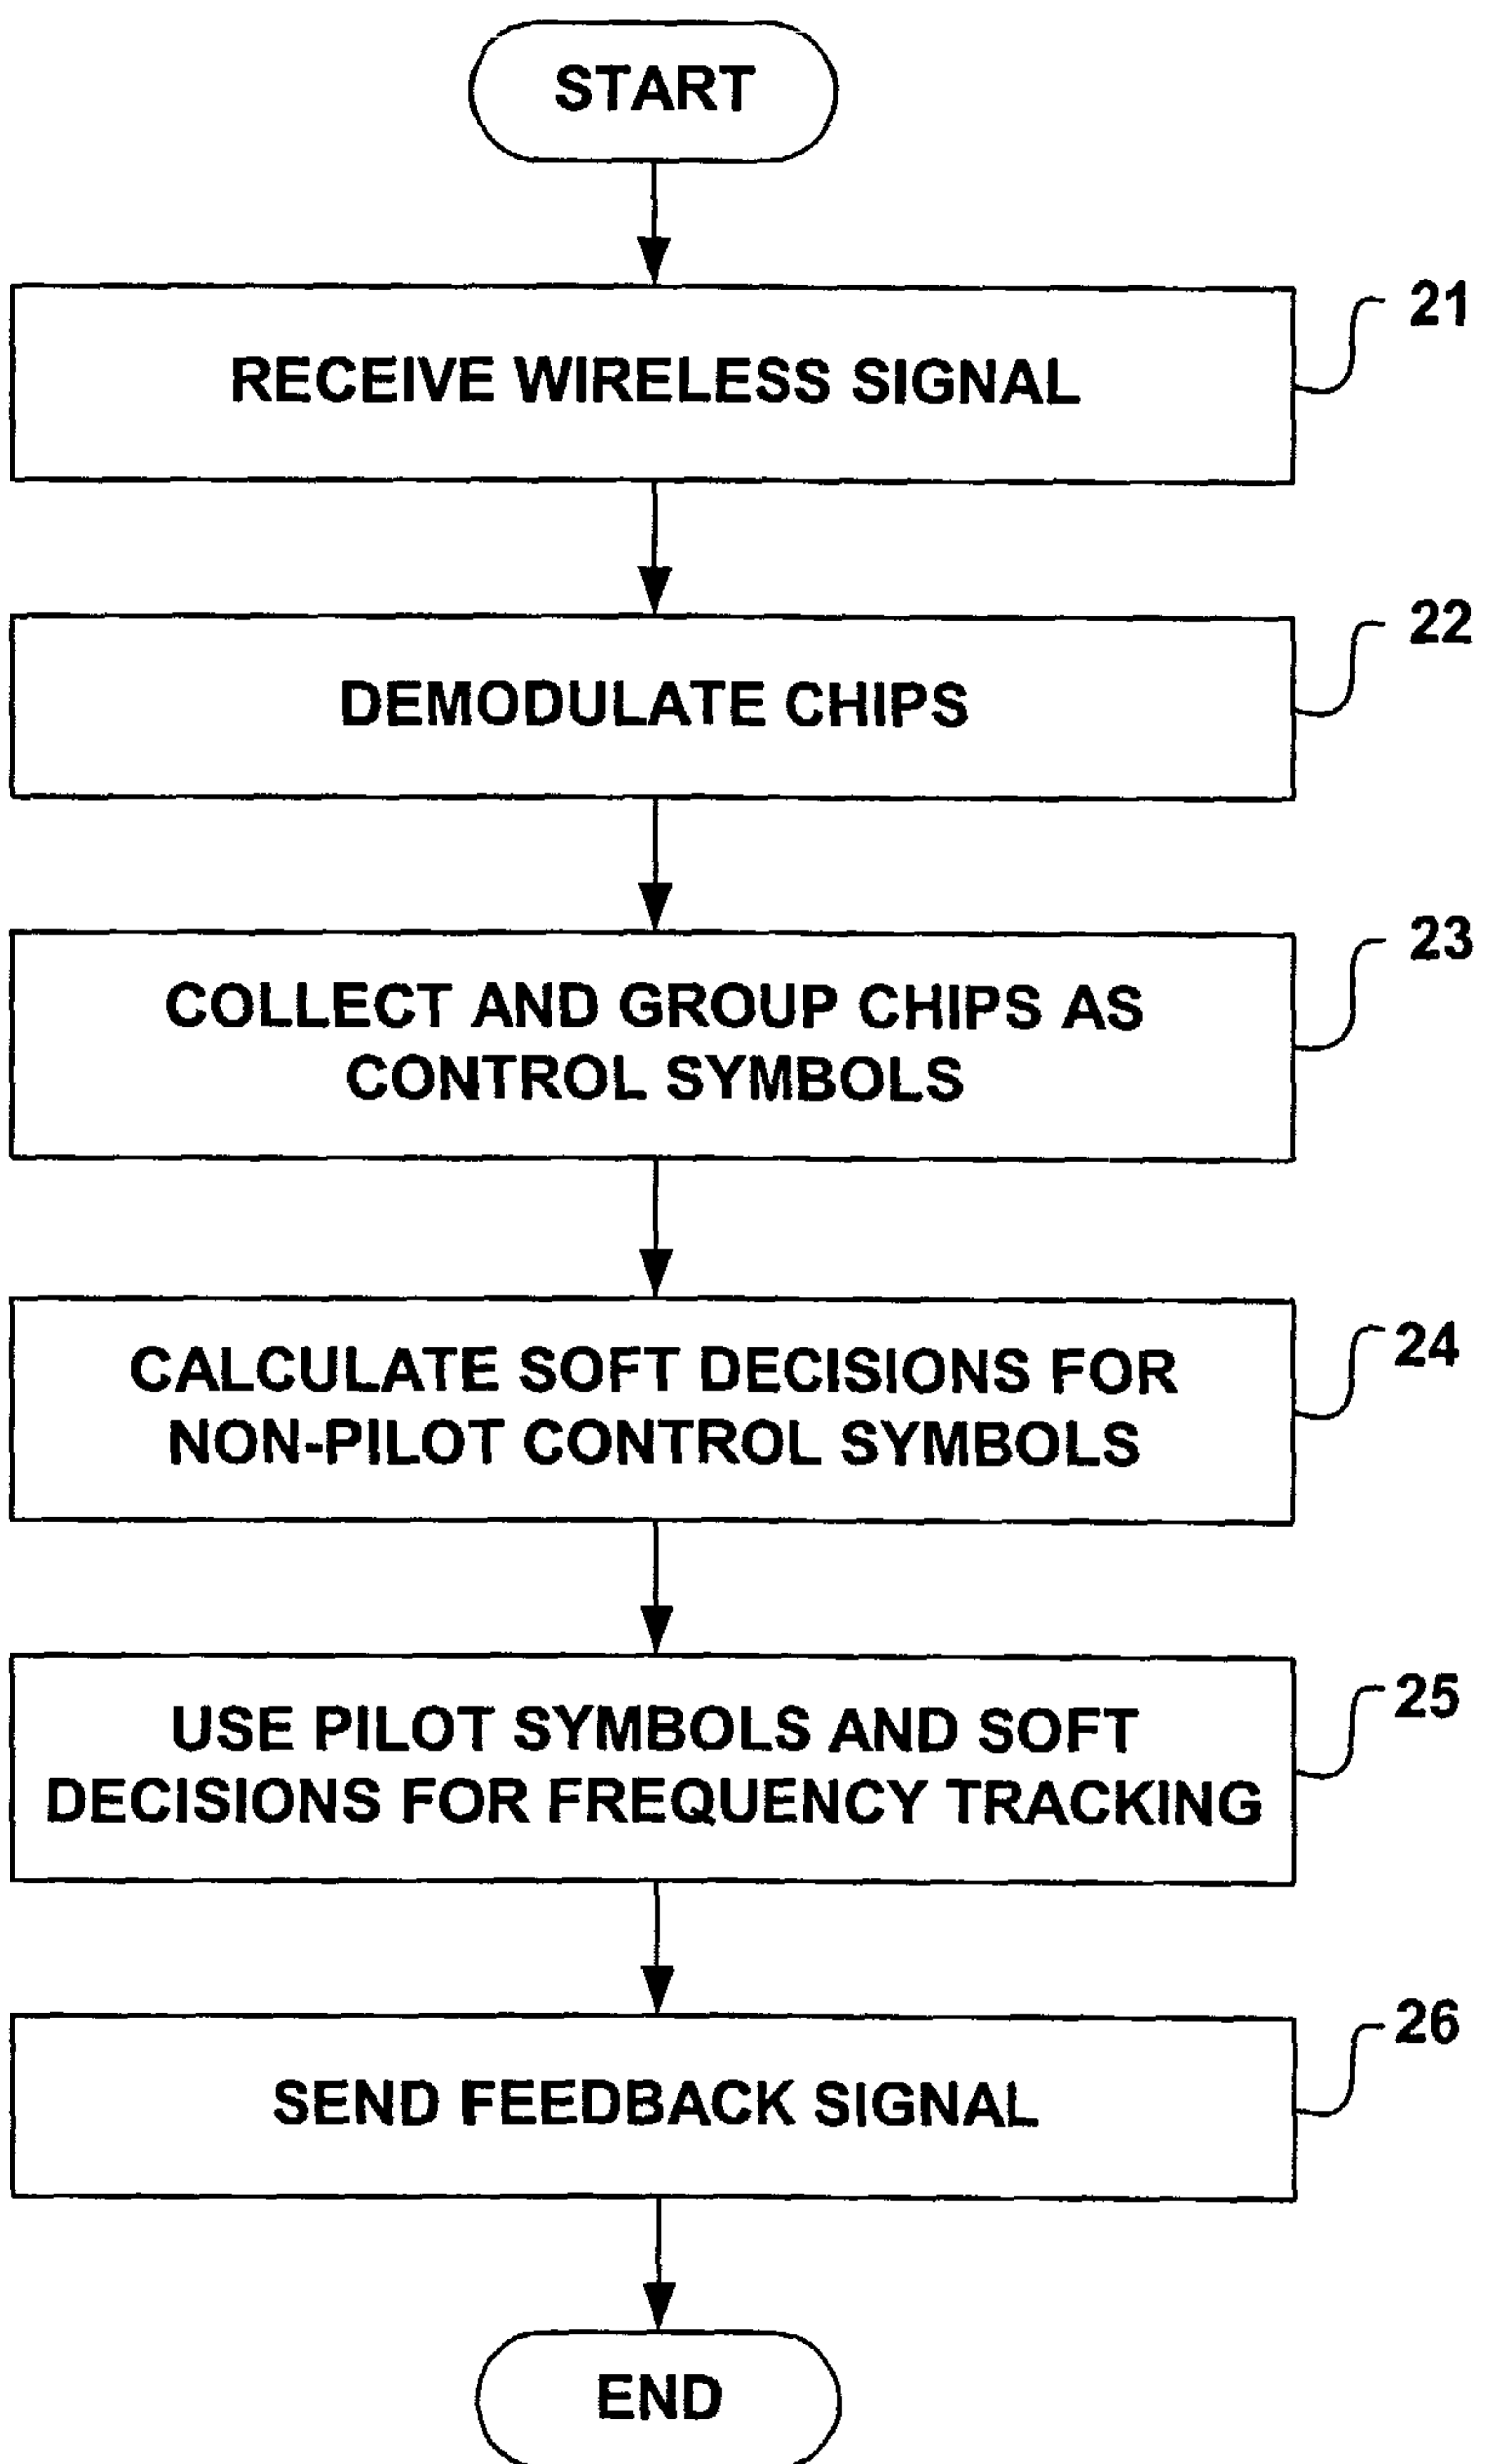 START
21
RECEIVE WIRELESS SIGNAL
22
DEMODULATE CHIPS
23
COLLECT AND GROUP CHIPS AS
CONTROL SYMBOLS
24
CALCULATE SOFT DECISIONS FOR
NON-PILOT CONTROL SYMBOLS
25
USE PILOT SYMBOLS AND SOFT
DECISIONS FOR FREQUENCY TRACKING
26
SEND FEEDBACK SIGNAL
END